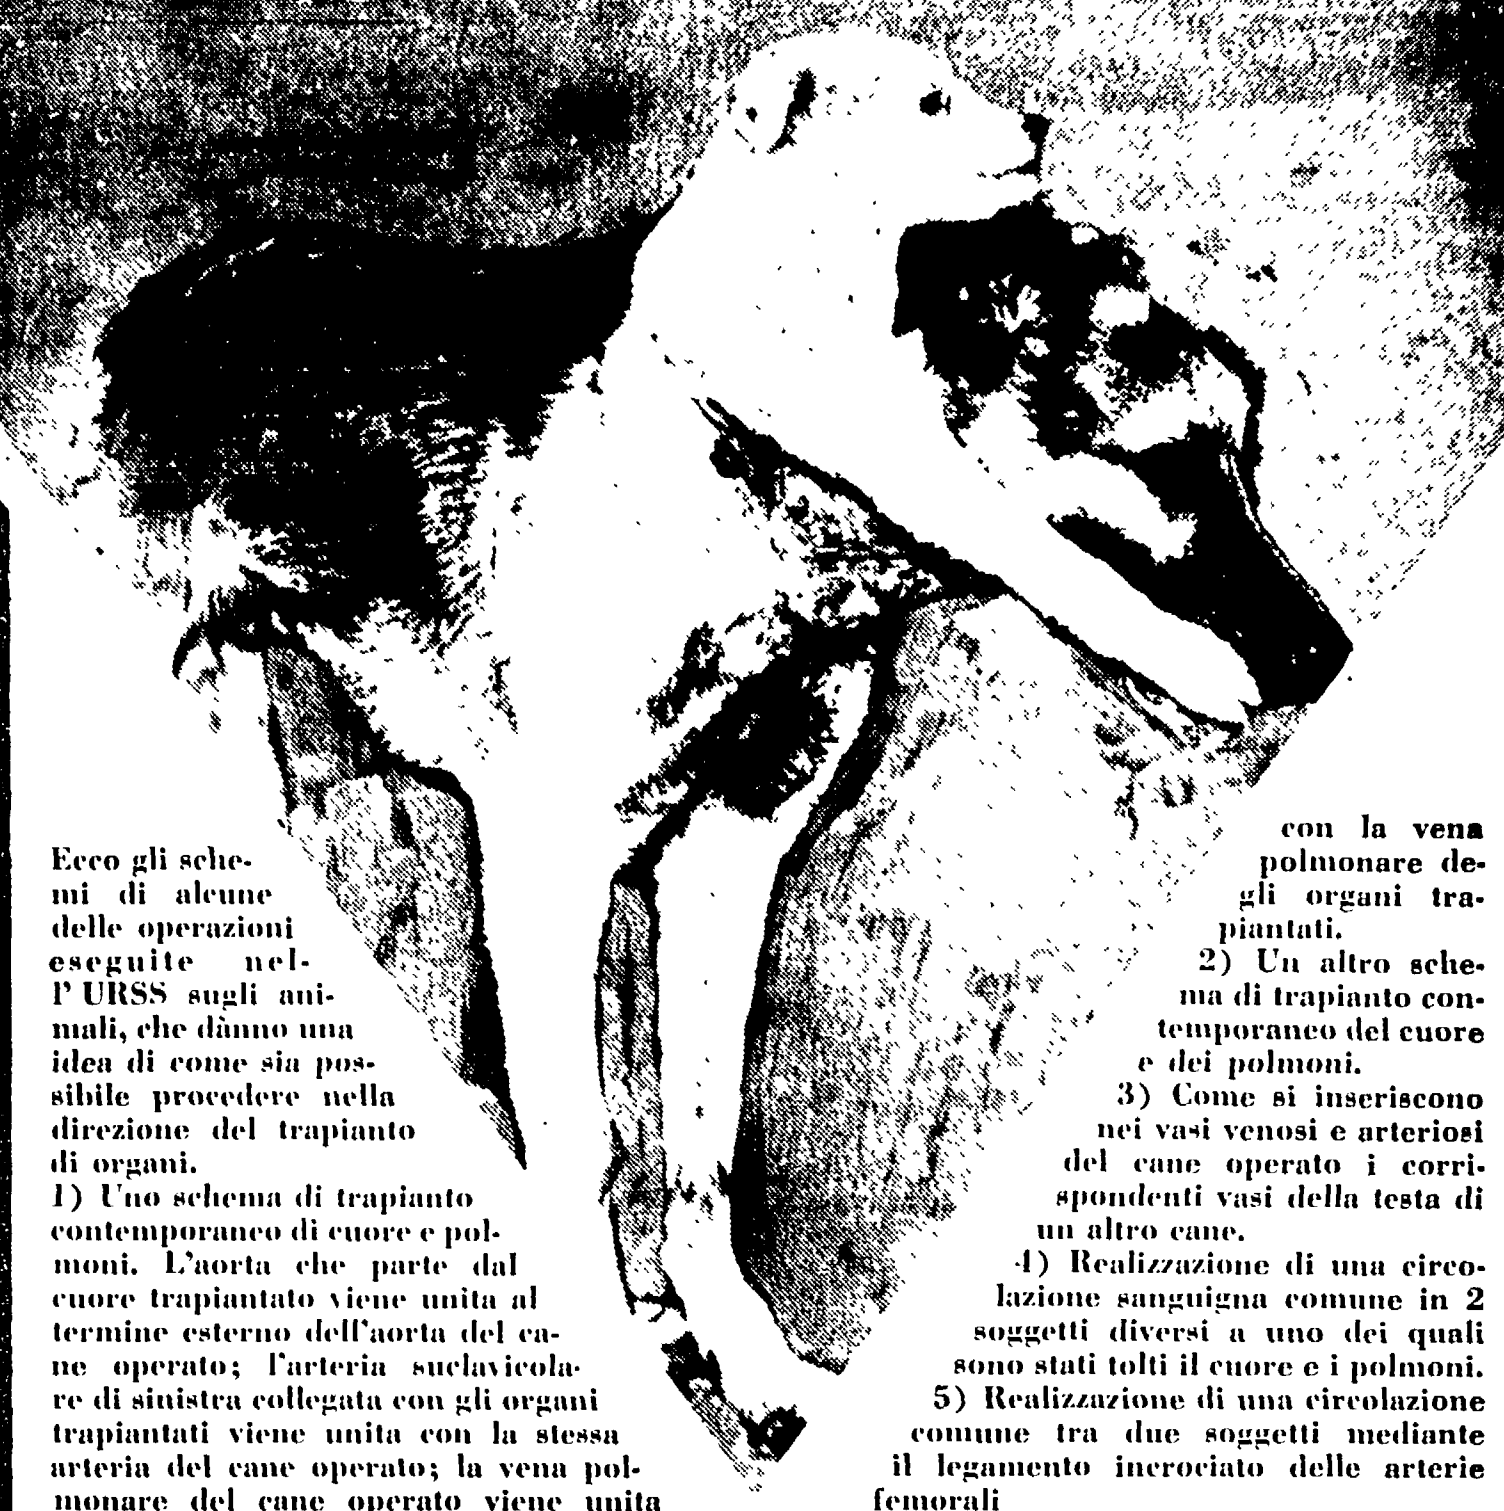 Ecco gli sche-
mi di alcune
delle operazioni
eseguite nel-
l'URSS sugli ani-
mali, che dànno una
idea di come sia pos-
sibile procedere nella
direzione del trapianto
di organi.
1) Uno schema di trapianto
contemporaneo di cuore e pol-
moni. L'aorta che parte dal
cuore trapiantato viene unita al
termine esterno dell'aorta del ca-
ne operato; l'arteria suclavicola-
re di sinistra collegata con gli organi
trapiantati viene unita con la stessa
arteria del cane operato; la vena pol-
monare del cane operato viene unita
con la vena
polmonare de-
gli organi tra-
piantati.
2) Un altro sche-
ma di trapianto con-
temporaneo del cuore
e dei polmoni.
3) Come si inseriscono
nei vasi venosi e arteriosi
del cane operato i corri-
spondenti vasi della testa di
un altro cane.
4) Realizzazione di una circo-
lazione sanguigna comune in 2
soggetti diversi a uno dei quali
sono stati tolti il cuore e i polmoni.
5) Realizzazione di una circolazione
comune tra due soggetti mediante
il legamento incrociato delle arterie
femorali